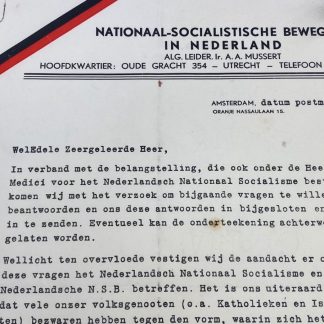 NATIONAAL-SOCIALISTISCHE BEWEG
IN NEDERLAND
ALG. LEIDER. Ir. A. A. MUSSERT
HOOFDKWARTIER: OUDE GRACHT 354 - UTRECHT - TELEFOON
AMSTERDAM, datum postm
ORANJE NASSAULAAN 15.
WelEdele Zeergeleerde Heer,
In verband met de belangstelling, die ook onder de Hee
Medici voor het Nederlandsch Nationaal Socialisme best
komen wij met het verzoek om bijgaande vragen te wille
beantwoorden en ons deze antwoorden in bijgesloten en
in te zenden. Eventueel kan de onderteekening achterwe
gelaten worden.
Wellicht ten overvloede vestigen wij de aandacht er o
deze vragen het Nederlandsch Nationaal Socialisme en
Nederlandsche N.S.B. betreffen. Het is ons uiteraard
dat vele onzer volksgenooten (o.a. Katholieken en Is
ten) bezwaren hebben tegen den vorm, waarin zich het